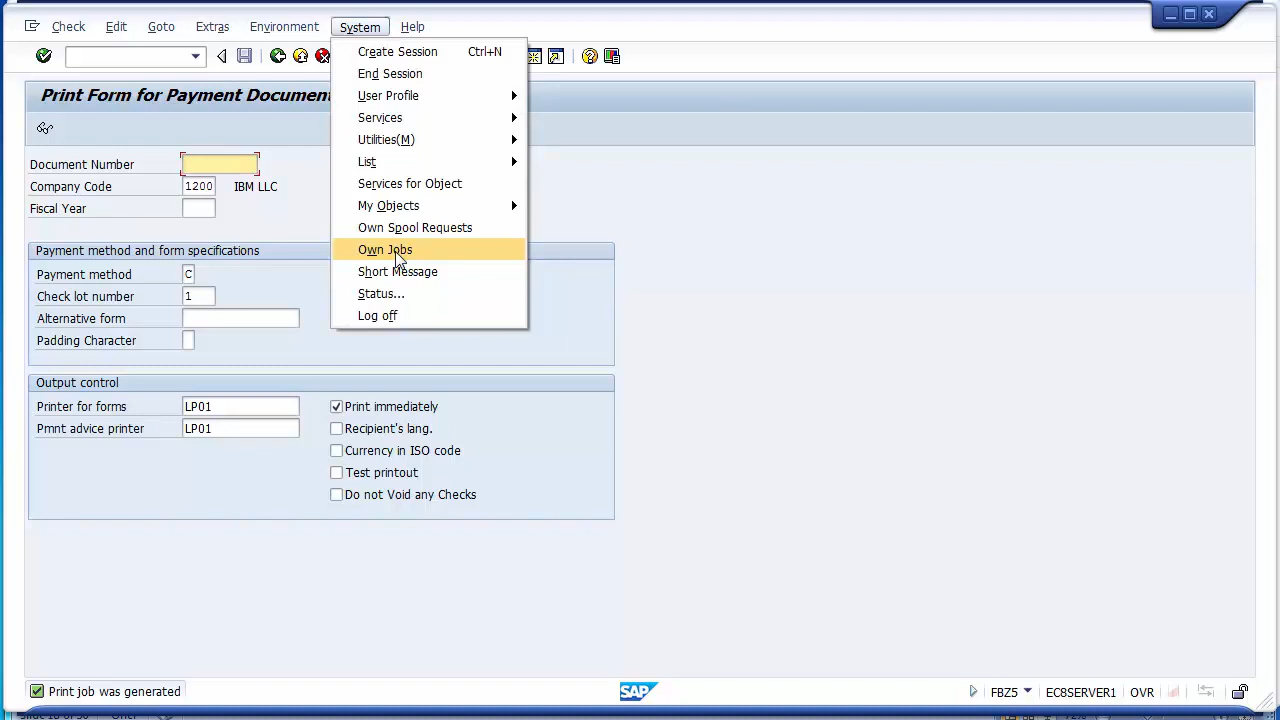 Check Edit Goto Extras Environment System Help
Create Session Ctrl+N
End Session
User Profile
Services
Utilities(M)
List
Services for Object
My Objects
Own Spool Requests
Own Jobs
Short Message
Status...
Log off
Print Form for Payment Document
Document Number
Company Code 1200 IBM LLC
Fiscal Year
Payment method and form specifications
Payment method C
Check lot number 1
Alternative form
Padding Character
Output control
Printer for forms LP01 Print immediately
Pmnt advice printer LP01 Recipient's lang.
Currency in ISO code
Test printout
Do not Void any Checks
Print job was generated SAP FBZ5 EC8SERVER1 OVR